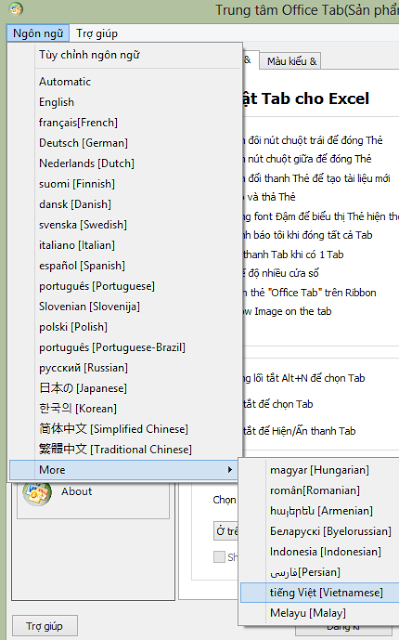 Trung tâm Office Tab(Sản phẩ
Ngôn ngữ Trợ giúp
Tùy chỉnh ngôn ngữ
& Màu kiểu &
Automatic
English
ặt Tab cho Excel
français[French]
Deutsch [German]
n đôi nút chuột trái để đóng Thẻ
Nederlands [Dutch]
n nút chuột giữa để đóng Thẻ
suomi [Finnish]
n đối thanh Thẻ để tạo tài liệu mới
dansk [Danish]
o và thả Thẻ
svenska [Swedish]
ng font Đậm để biểu thị Thẻ hiện thờ
italiano [Italian]
nh báo tôi khi đóng tất cả Tab
español [Spanish]
thanh Tab khi có 1 Tab
português [Portuguese]
ế độ nhiều cửa sổ
Slovenian [Slovenija]
n thẻ "Office Tab" trên Ribbon
polski [Polish]
ow Image on the tab
português [Portuguese-Brazil]
русский [Russian]
日本の [Japanese]
ng lối tắt Alt+N để chọn Tab
한국의 [Korean]
tắt để chọn Tab
简体中文 [Simplified Chinese]
tắt để Hiện/Ẩn thanh Tab
繁體中文 [Traditional Chinese]
More
magyar [Hungarian]
About
Chọn
român[Romanian]
հայերեն [Armenian]
Ở trê
Беларускі [Byelorussian]
Sh
Indonesia [Indonesian]
فارسی[Persian]
tiếng Việt [Vietnamese]
Melayu [Malay]
Trợ giúp
Đăng kí